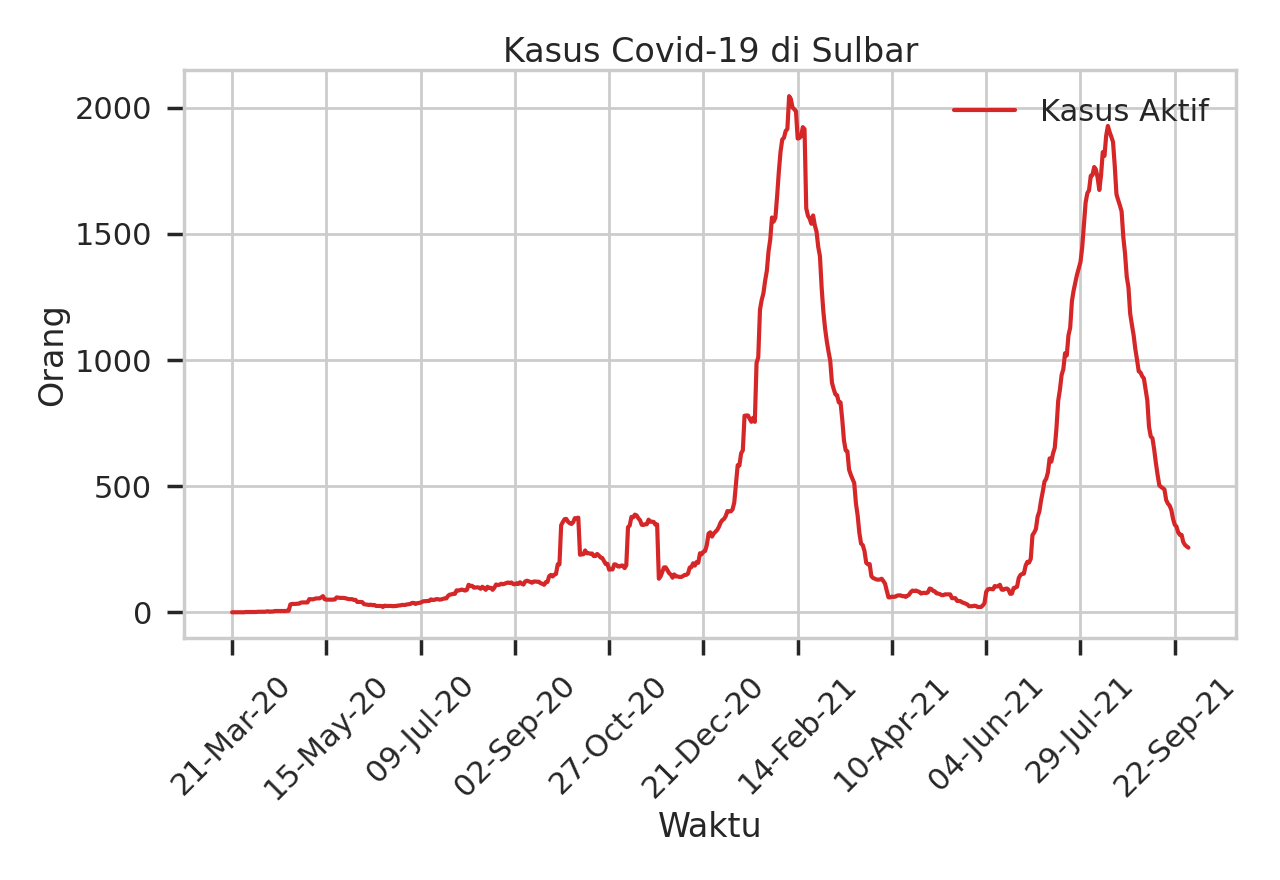 Kasus Covid-19 di Sulbar
Kasus Aktif
2000
1500
1000
500
0
Orang
21-Mar-20
15-May-20
09-Jul-20
02-Sep-20
27-Oct-20
21-Dec-20
14-Feb-21
10-Apr-21
04-Jun-21
29-Jul-21
22-Sep-21
Waktu